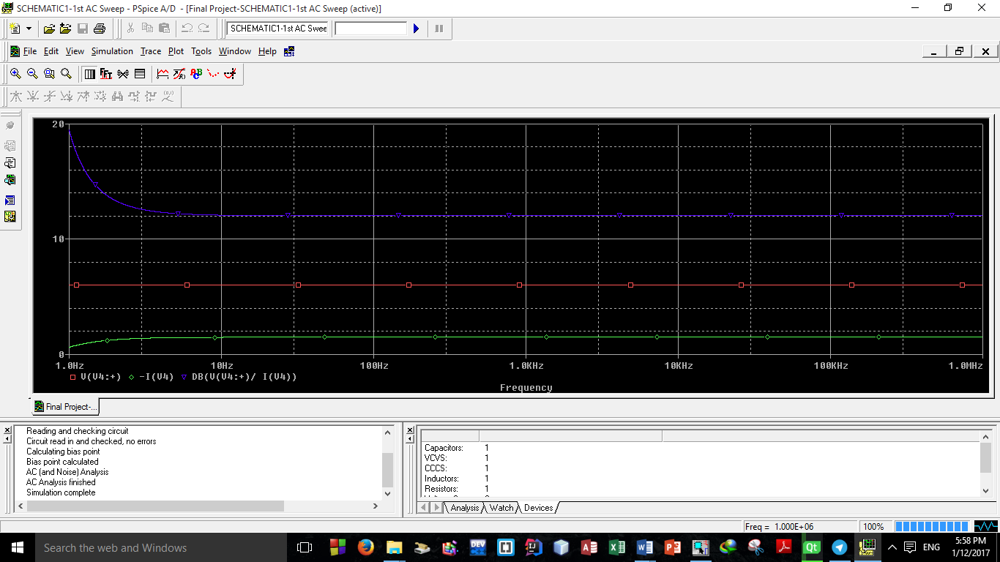 SCHEMATIC1-1st AC Sweep - PSpice A/D - [Final Project-SCHEMATIC1-1st AC Sweep (active)]
SCHEMATIC1-1st AC Swee
File Edit View Simulation Trace Plot Tools Window Help
20
10
0
1.0Hz 10Hz 100Hz 1.0KHz 10KHz 100KHz 1.0MHz
V(V4:+) -I(V4) DB(V(V4:+)/ I(V4))
Frequency
Final Project-...
Reading and checking circuit
Circuit read in and checked, no errors
Calculating bias point
Bias point calculated
AC (and Noise) Analysis
AC Analysis finished
Simulation complete
Capacitors: 1
VCVS: 1
CCCS: 1
Inductors: 1
Resistors: 1
Analysis Watch Devices
Freq = 1.000E+06 100%
Search the web and Windows
DEV
Qt
ENG
5:58 PM
1/12/2017